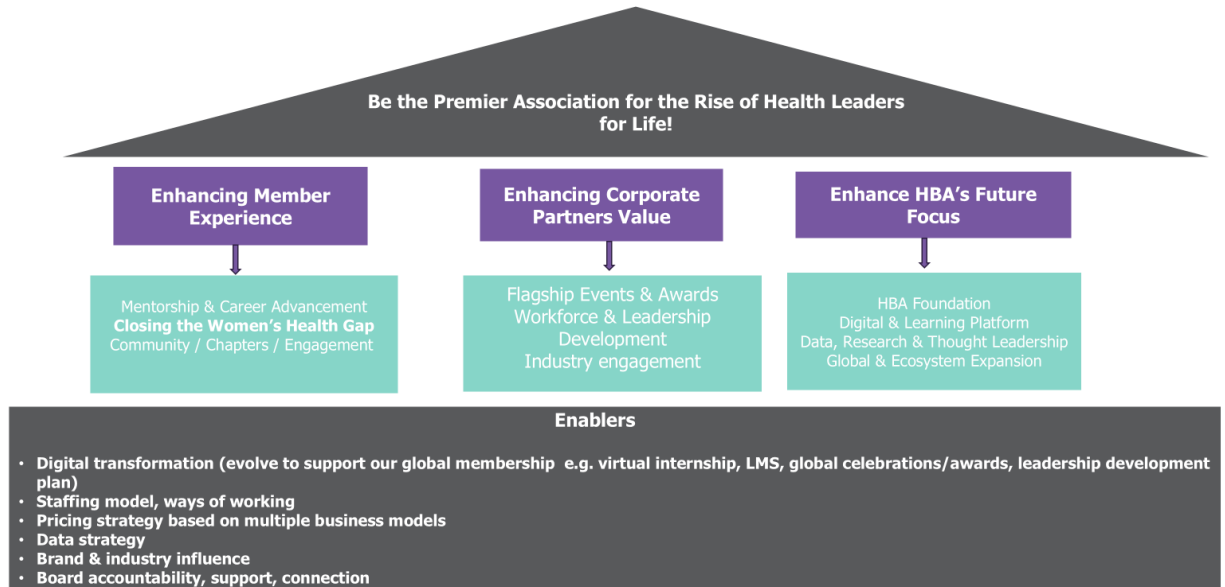 Be the Premier Association for the Rise of Health Leaders
for Life!
Enhancing Member
Experience
Enhancing Corporate
Partners Value
Enhance HBA’s Future
Focus
Mentorship & Career Advancement
Closing the Women’s Health Gap
Community / Chapters / Engagement
Flagship Events & Awards
Workforce & Leadership
Development
Industry engagement
HBA Foundation
Digital & Learning Platform
Data, Research & Thought Leadership
Global & Ecosystem Expansion
Enablers
• Digital transformation (evolve to support our global membership  e.g. virtual internship, LMS, global celebrations/awards, leadership development
plan)
• Staffing model, ways of working
• Pricing strategy based on multiple business models
• Data strategy
• Brand & industry influence
• Board accountability, support, connection